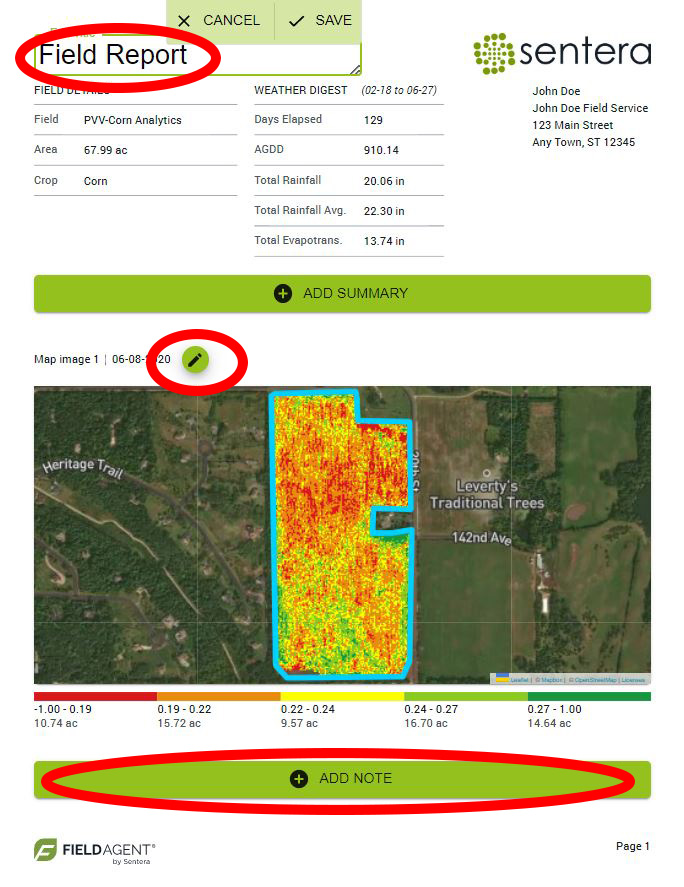 CANCEL SAVE
Field Report
sentera
FIELD DETAILS
Field PVV-Corn Analytics
Area 67.99 ac
Crop Corn
WEATHER DIGEST (02-18 to 06-27)
Days Elapsed 129
AGDD 910.14
Total Rainfall 20.06 in
Total Rainfall Avg. 22.30 in
Total Evapotrans. 13.74 in
John Doe
John Doe Field Service
123 Main Street
Any Town, ST 12345
ADD SUMMARY
Map image 1 | 06-08-2020
Heritage Trail
Leverty's
Traditional Trees
142nd Ave
Leaflet | © Mapbox | © OpenStreetMap | Licenses
-1.00 - 0.19 0.19 - 0.22 0.22 - 0.24 0.24 - 0.27 0.27 - 1.00
10.74 ac 15.72 ac 9.57 ac 16.70 ac 14.64 ac
ADD NOTE
FIELDAGENT®
by Sentera
Page 1